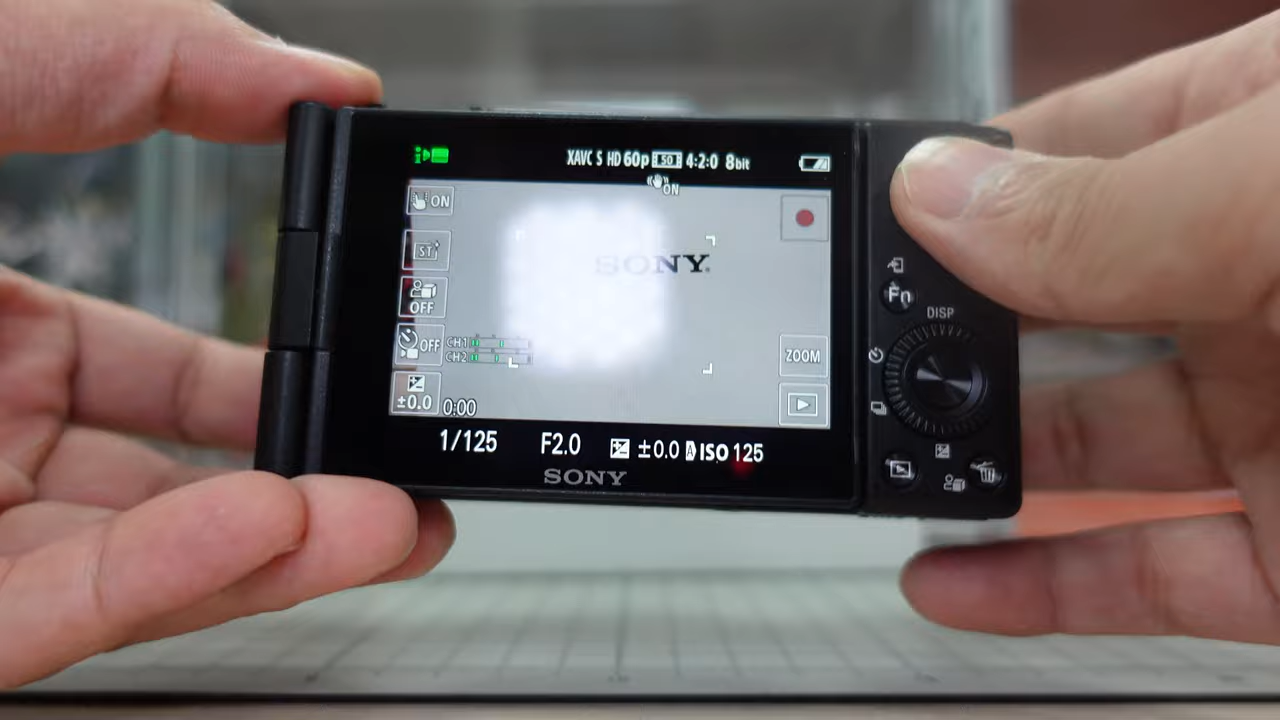 XAVC S HD 60p 50 4:2:0 8bit
ON
ON
ST
SONY
OFF
OFF
CH1
CH2
ZOOM
±0.0
0:00
1/125 F2.0 ±0.0 A ISO 125
SONY
Fn
DISP